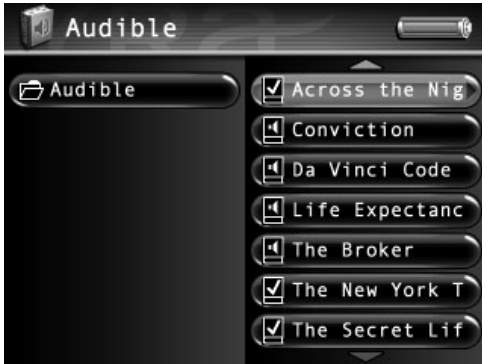 Audible
Audible
Across the Nig
Conviction
Da Vinci Code
Life Expectanc
The Broker
The New York T
The Secret Lif